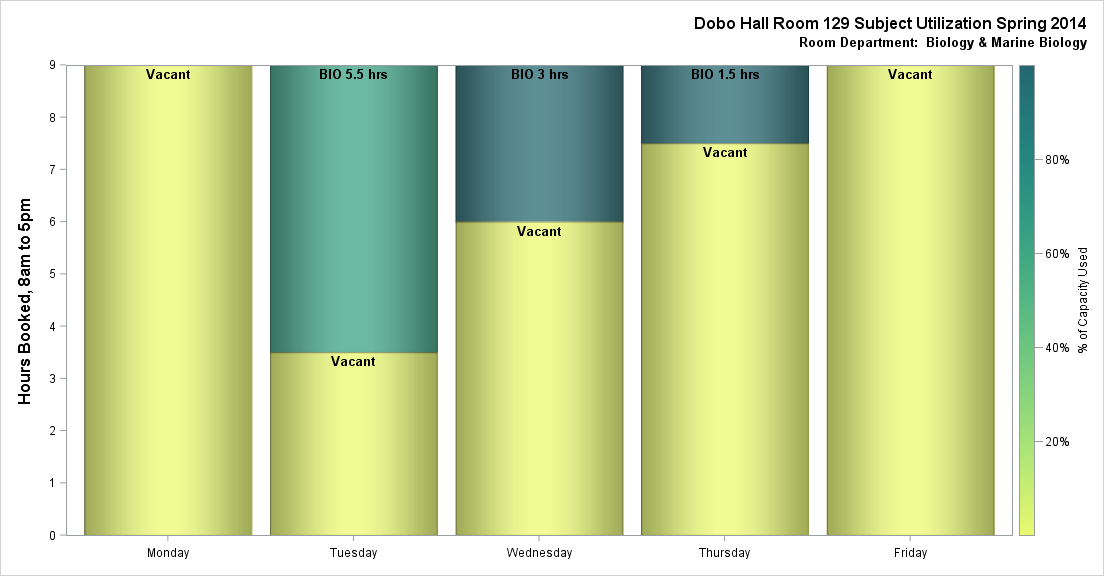 Dobo Hall Room 129 Subject Utilization Spring 2014
Room Department: Biology & Marine Biology
Hours Booked, 8am to 5pm
9
8
7
6
5
4
3
2
1
0
Vacant
BIO 5.5 hrs
Vacant
BIO 3 hrs
Vacant
BIO 1.5 hrs
Vacant
Vacant
Monday
Tuesday
Wednesday
Thursday
Friday
80%
60%
40%
20%
% of Capacity Used